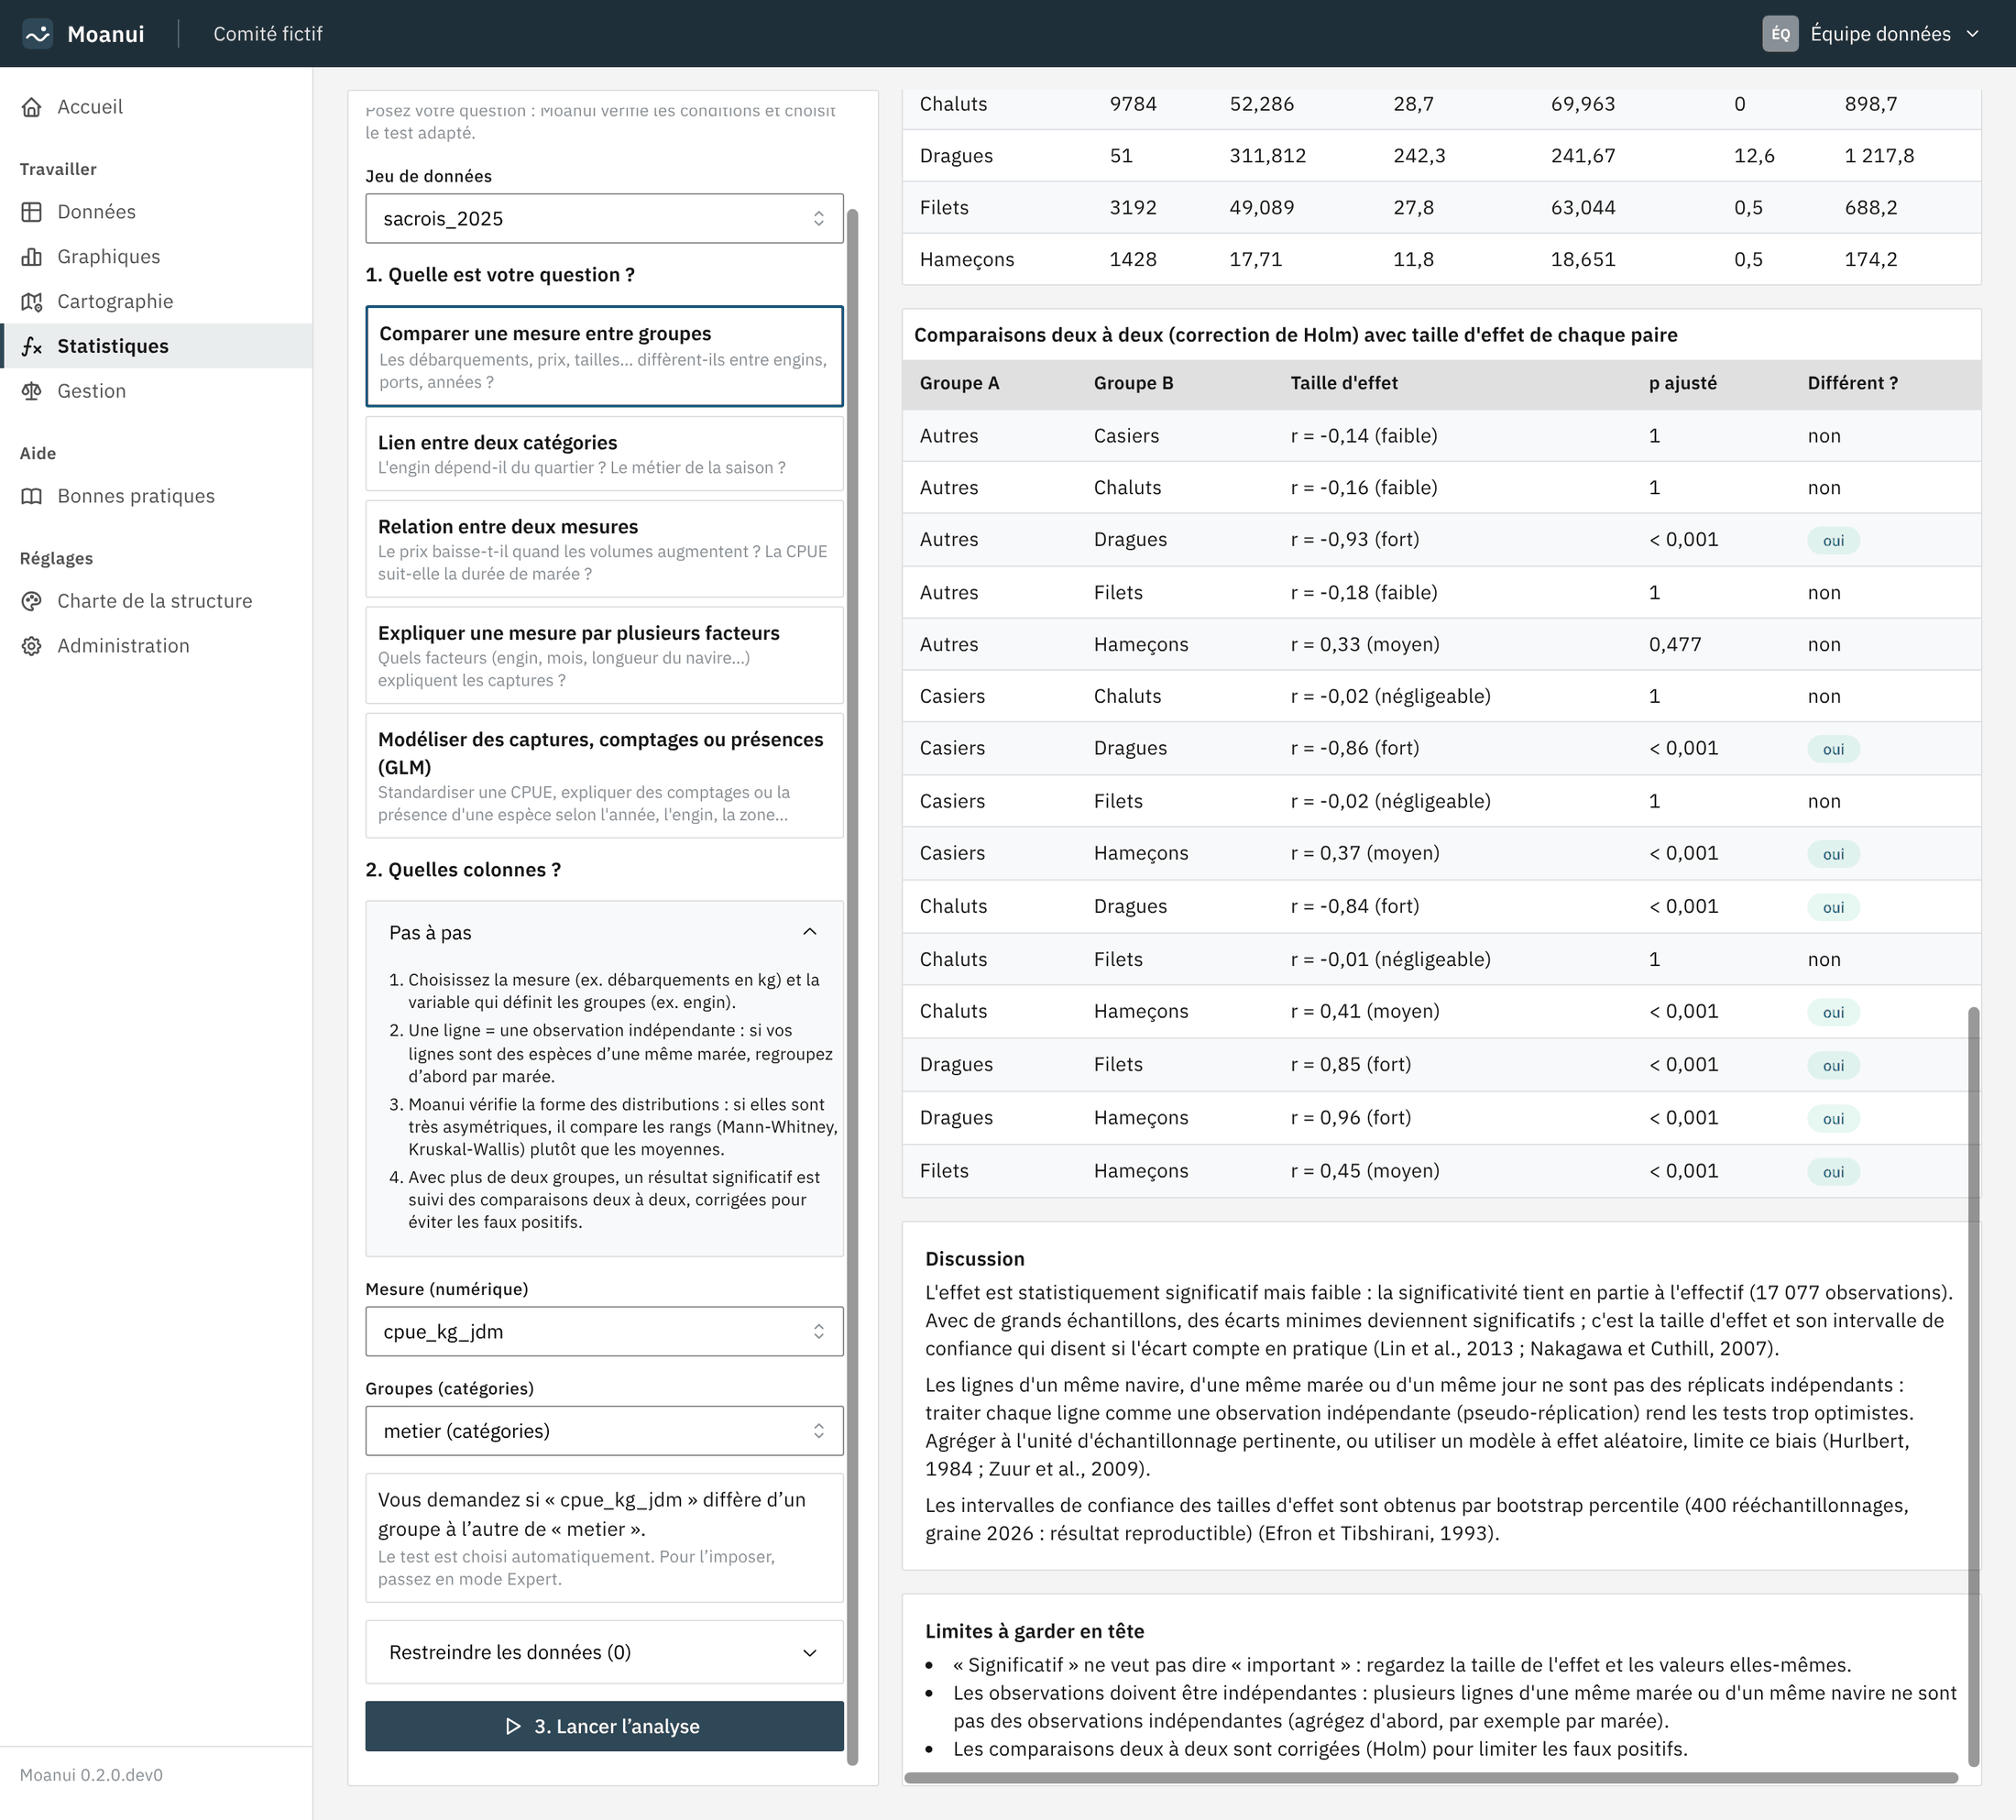 Moanui
Comité fictif
ÉQ
Équipe données
Accueil
Travailler
Données
Graphiques
Cartographie
Statistiques
Gestion
Aide
Bonnes pratiques
Réglages
Charte de la structure
Administration
Moanui 0.2.0.dev0
Posez votre question : Moanui vérifie les conditions et choisit
le test adapté.
Jeu de données
sacrois_2025
1. Quelle est votre question ?
Comparer une mesure entre groupes
Les débarquements, prix, tailles... diffèrent-ils entre engins,
ports, années ?
Lien entre deux catégories
L'engin dépend-il du quartier ? Le métier de la saison ?
Relation entre deux mesures
Le prix baisse-t-il quand les volumes augmentent ? La CPUE
suit-elle la durée de marée ?
Expliquer une mesure par plusieurs facteurs
Quels facteurs (engin, mois, longueur du navire...)
expliquent les captures ?
Modéliser des captures, comptages ou présences
(GLM)
Standardiser une CPUE, expliquer des comptages ou la
présence d'une espèce selon l'année, l'engin, la zone...
2. Quelles colonnes ?
Pas à pas
1. Choisissez la mesure (ex. débarquements en kg) et la
variable qui définit les groupes (ex. engin).
2. Une ligne = une observation indépendante : si vos
lignes sont des espèces d’une même marée, regroupez
d’abord par marée.
3. Moanui vérifie la forme des distributions : si elles sont
très asymétriques, il compare les rangs (Mann-Whitney,
Kruskal-Wallis) plutôt que les moyennes.
4. Avec plus de deux groupes, un résultat significatif est
suivi des comparaisons deux à deux, corrigées pour
éviter les faux positifs.
Mesure (numérique)
cpue_kg_jdm
Groupes (catégories)
metier (catégories)
Vous demandez si « cpue_kg_jdm » diffère d’un
groupe à l’autre de « metier ».
Le test est choisi automatiquement. Pour l’imposer,
passez en mode Expert.
Restreindre les données (0)
3. Lancer l’analyse
Chaluts 9784 52,286 28,7 69,963 0 898,7
Dragues 51 311,812 242,3 241,67 12,6 1 217,8
Filets 3192 49,089 27,8 63,044 0,5 688,2
Hameçons 1428 17,71 11,8 18,651 0,5 174,2
Comparaisons deux à deux (correction de Holm) avec taille d'effet de chaque paire
Groupe A Groupe B Taille d'effet p ajusté Différent ?
Autres Casiers r = -0,14 (faible) 1 non
Autres Chaluts r = -0,16 (faible) 1 non
Autres Dragues r = -0,93 (fort) < 0,001 oui
Autres Filets r = -0,18 (faible) 1 non
Autres Hameçons r = 0,33 (moyen) 0,477 non
Casiers Chaluts r = -0,02 (négligeable) 1 non
Casiers Dragues r = -0,86 (fort) < 0,001 oui
Casiers Filets r = -0,02 (négligeable) 1 non
Casiers Hameçons r = 0,37 (moyen) < 0,001 oui
Chaluts Dragues r = -0,84 (fort) < 0,001 oui
Chaluts Filets r = -0,01 (négligeable) 1 non
Chaluts Hameçons r = 0,41 (moyen) < 0,001 oui
Dragues Filets r = 0,85 (fort) < 0,001 oui
Dragues Hameçons r = 0,96 (fort) < 0,001 oui
Filets Hameçons r = 0,45 (moyen) < 0,001 oui
Discussion
L'effet est statistiquement significatif mais faible : la significativité tient en partie à l'effectif (17 077 observations).
Avec de grands échantillons, des écarts minimes deviennent significatifs ; c'est la taille d'effet et son intervalle de
confiance qui disent si l'écart compte en pratique (Lin et al., 2013 ; Nakagawa et Cuthill, 2007).
Les lignes d'un même navire, d'une même marée ou d'un même jour ne sont pas des réplicats indépendants :
traiter chaque ligne comme une observation indépendante (pseudo-réplication) rend les tests trop optimistes.
Agréger à l'unité d'échantillonnage pertinente, ou utiliser un modèle à effet aléatoire, limite ce biais (Hurlbert,
1984 ; Zuur et al., 2009).
Les intervalles de confiance des tailles d'effet sont obtenus par bootstrap percentile (400 rééchantillonnages,
graine 2026 : résultat reproductible) (Efron et Tibshirani, 1993).
Limites à garder en tête
• « Significatif » ne veut pas dire « important » : regardez la taille de l'effet et les valeurs elles-mêmes.
• Les observations doivent être indépendantes : plusieurs lignes d'une même marée ou d'un même navire ne sont
pas des observations indépendantes (agrégez d'abord, par exemple par marée).
• Les comparaisons deux à deux sont corrigées (Holm) pour limiter les faux positifs.